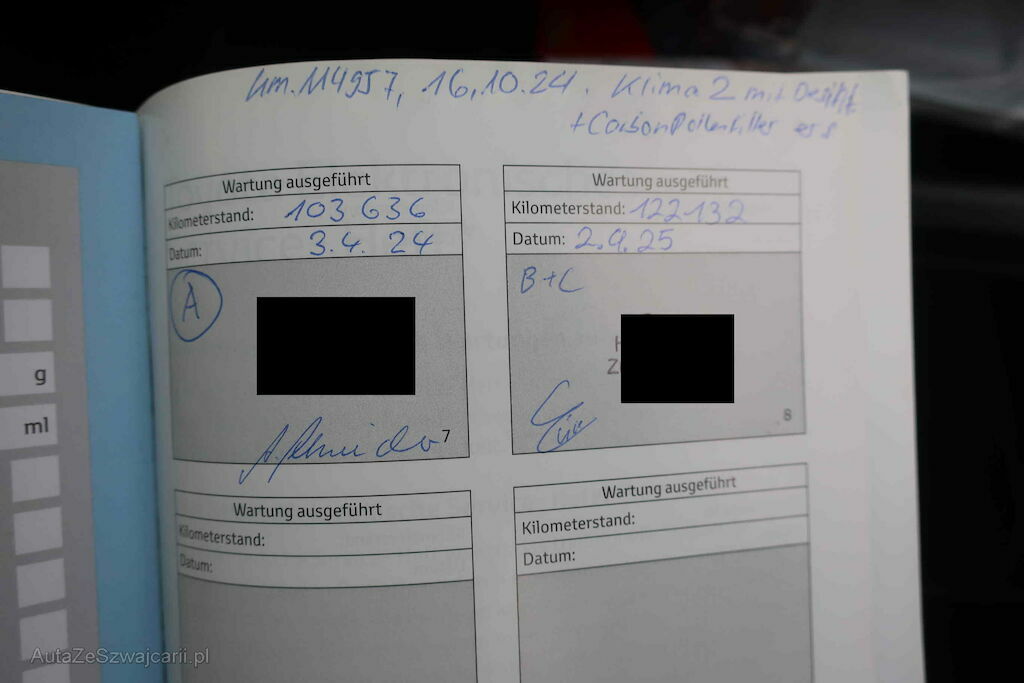 km. 114957, 16.10.24. Klima 2 mit
+ Carbon Pollenfilter
Wartung ausgeführt
Kilometerstand: 103 636
Datum: 3. 4. 24
A
7
Wartung ausgeführt
Kilometerstand: 122132
Datum: 2.9.25
B + C
H
Z
8
g
ml
Wartung ausgeführt
Kilometerstand:
Datum:
Wartung ausgeführt
Kilometerstand:
Datum:
AutaZeSzwajcarii.pl